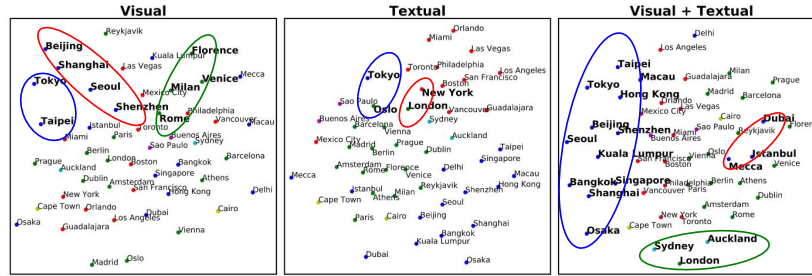 Visual
Reykjavik
Beijing
Kuala Lumpur
Florence
Shanghai
Las Vegas
Tokyo
Seoul
Milan
Venice
Mecca
Mexico City
Shenzhen
Rome
Philadelphia
Taipei
Istanbul
Toronto
Vancouver
Macau
Miami
Paris
Buenos Aires
Sao Paulo
Sydney
Prague
Berlin
London
Boston
Bangkok
Barcelona
Auckland
Dublin
Amsterdam
Singapore
Athens
New York
San Francisco
Hong Kong
Delhi
Cape Town
Orlando
Dubai
Cairo
Osaka
Los Angeles
Guadalajara
Vienna
Madrid
Oslo
Textual
Orlando
Miami
Las Vegas
Toronto
Philadelphia
Los Angeles
Tokyo
San Francisco
Boston
New York
Sao Paulo
Oslo
London
Vancouver
Guadalajara
Buenos Aires
Sydney
Barcelona
Vienna
Mexico City
Prague
Auckland
Madrid
Berlin
Dublin
Taipei
Amsterdam
Singapore
Mecca
Rome
Florence
Delhi
Venice
Macau
Istanbul
Reykjavik
Hong Kong
Athens
Milan
Shenzhen
Cape Town
Seoul
Paris
Cairo
Beijing
Shanghai
Bangkok
Kuala Lumpur
Dubai
Osaka
Visual + Textual
Delhi
Los Angeles
Taipei
Macau
Guadalajara
Milan
Prague
Tokyo
Hong Kong
Madrid
Berlin
Orlando
Las Vegas
Mexico City
Cairo
Dubai
Beijing
Sao Paulo
Shenzhen
Miami
Buenos Aires
Reykjavik
Seoul
Kuala Lumpur
Oslo
Vienna
Istanbul
San Francisco
Boston
Mecca
Venice
Bangkok
Singapore
Philadelphia
Barcelona
Athens
Shanghai
Vancouver
Paris
Dublin
Amsterdam
New York
Rome
Toronto
Osaka
Cape Town
Auckland
Sydney
London